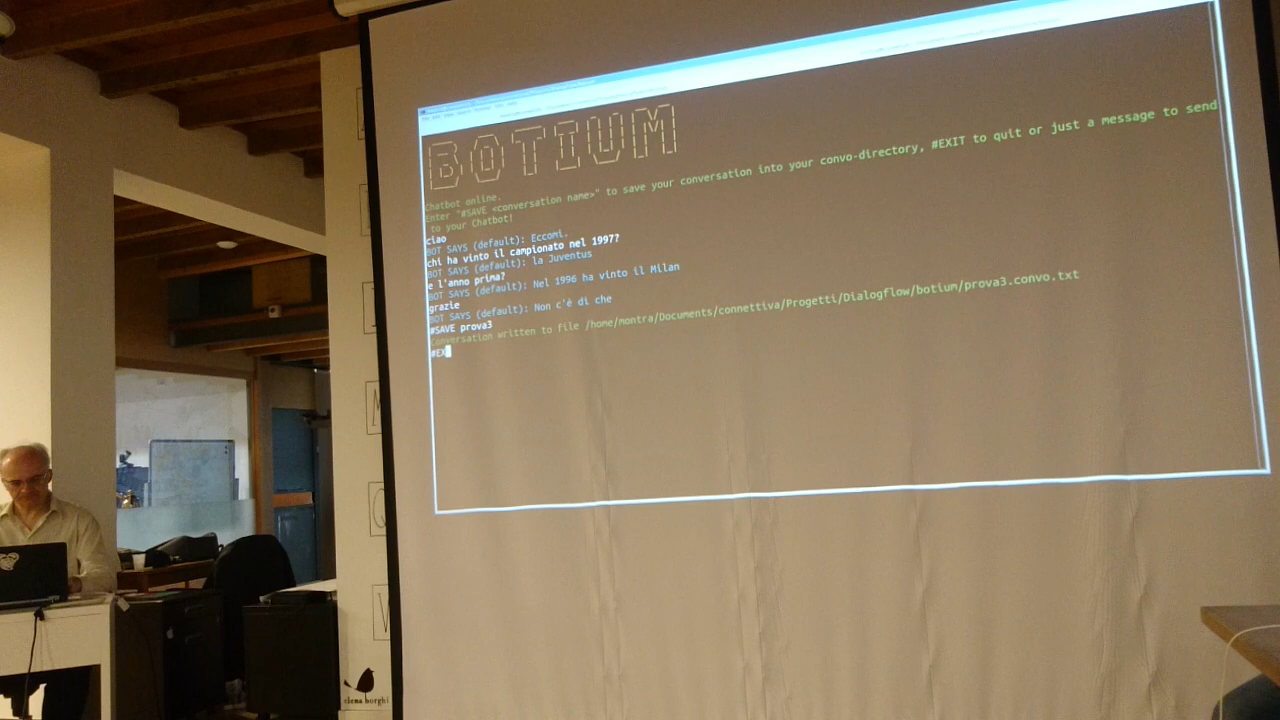 BOTIUM
Chatbot online.
Enter "#SAVE <conversation name>" to save your conversation into your convo-directory, #EXIT to quit or just a message to send
to your Chatbot!
ciao
BOT SAYS (default): Eccomi.
chi ha vinto il campionato nel 1997?
BOT SAYS (default): la Juventus
e l'anno prima?
BOT SAYS (default): Nel 1996 ha vinto il Milan
grazie
BOT SAYS (default): Non c'è di che
#SAVE prova3
Conversation written to file /home/montra/Documents/connettiva/Progetti/Dialogflow/botium/prova3.convo.txt
#EX
M
Q
V
elena borghi